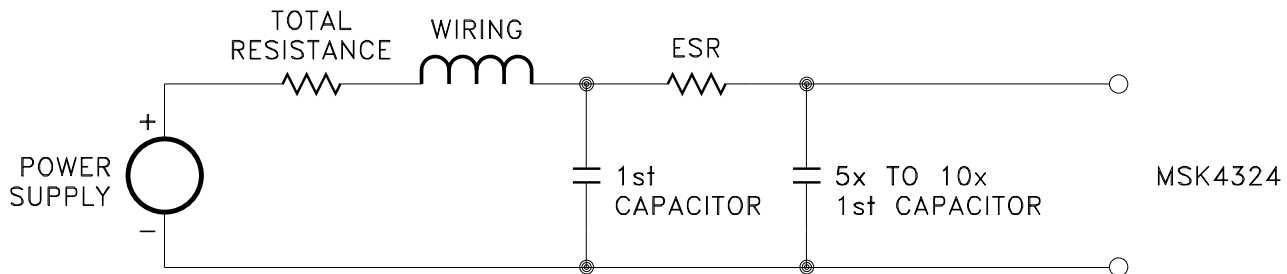 TOTAL
RESISTANCE
WIRING
ESR
+
POWER
SUPPLY
−
1st
CAPACITOR
5x TO 10x
1st CAPACITOR
MSK4324